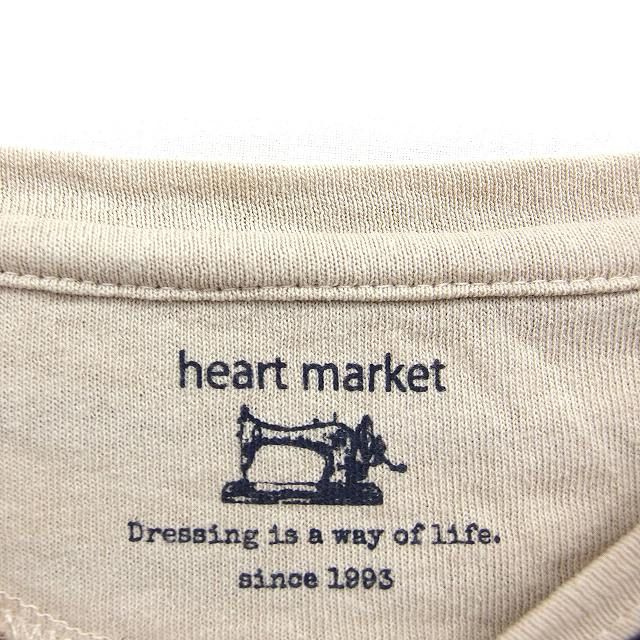 heart market
Dressing is a way of life.
since 1993